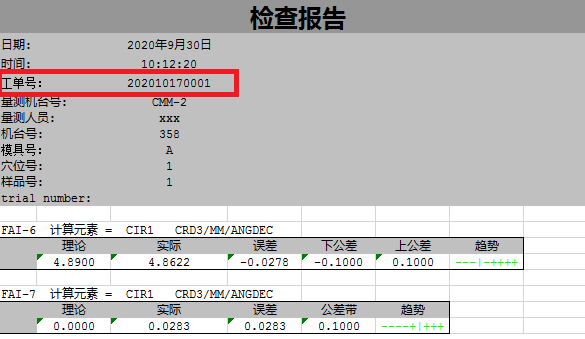 检查报告
日期: 2020年9月30日
时间: 10:12:20
工单号: 202010170001
量测机台号: CMM-2
量测人员: xxx
机台号: 358
模具号: A
穴位号: 1
样品号: 1
trial number:
FAI-6 计算元素 = CIR1 CRD3/MM/ANGDEC
理论 实际 误差 下公差 上公差 趋势
4.8900 4.8622 -0.0278 -0.1000 0.1000 ---|-++++
FAI-7 计算元素 = CIR1 CRD3/MM/ANGDEC
理论 实际 误差 公差带 趋势
0.0000 0.0283 0.0283 0.1000 ----+|+++